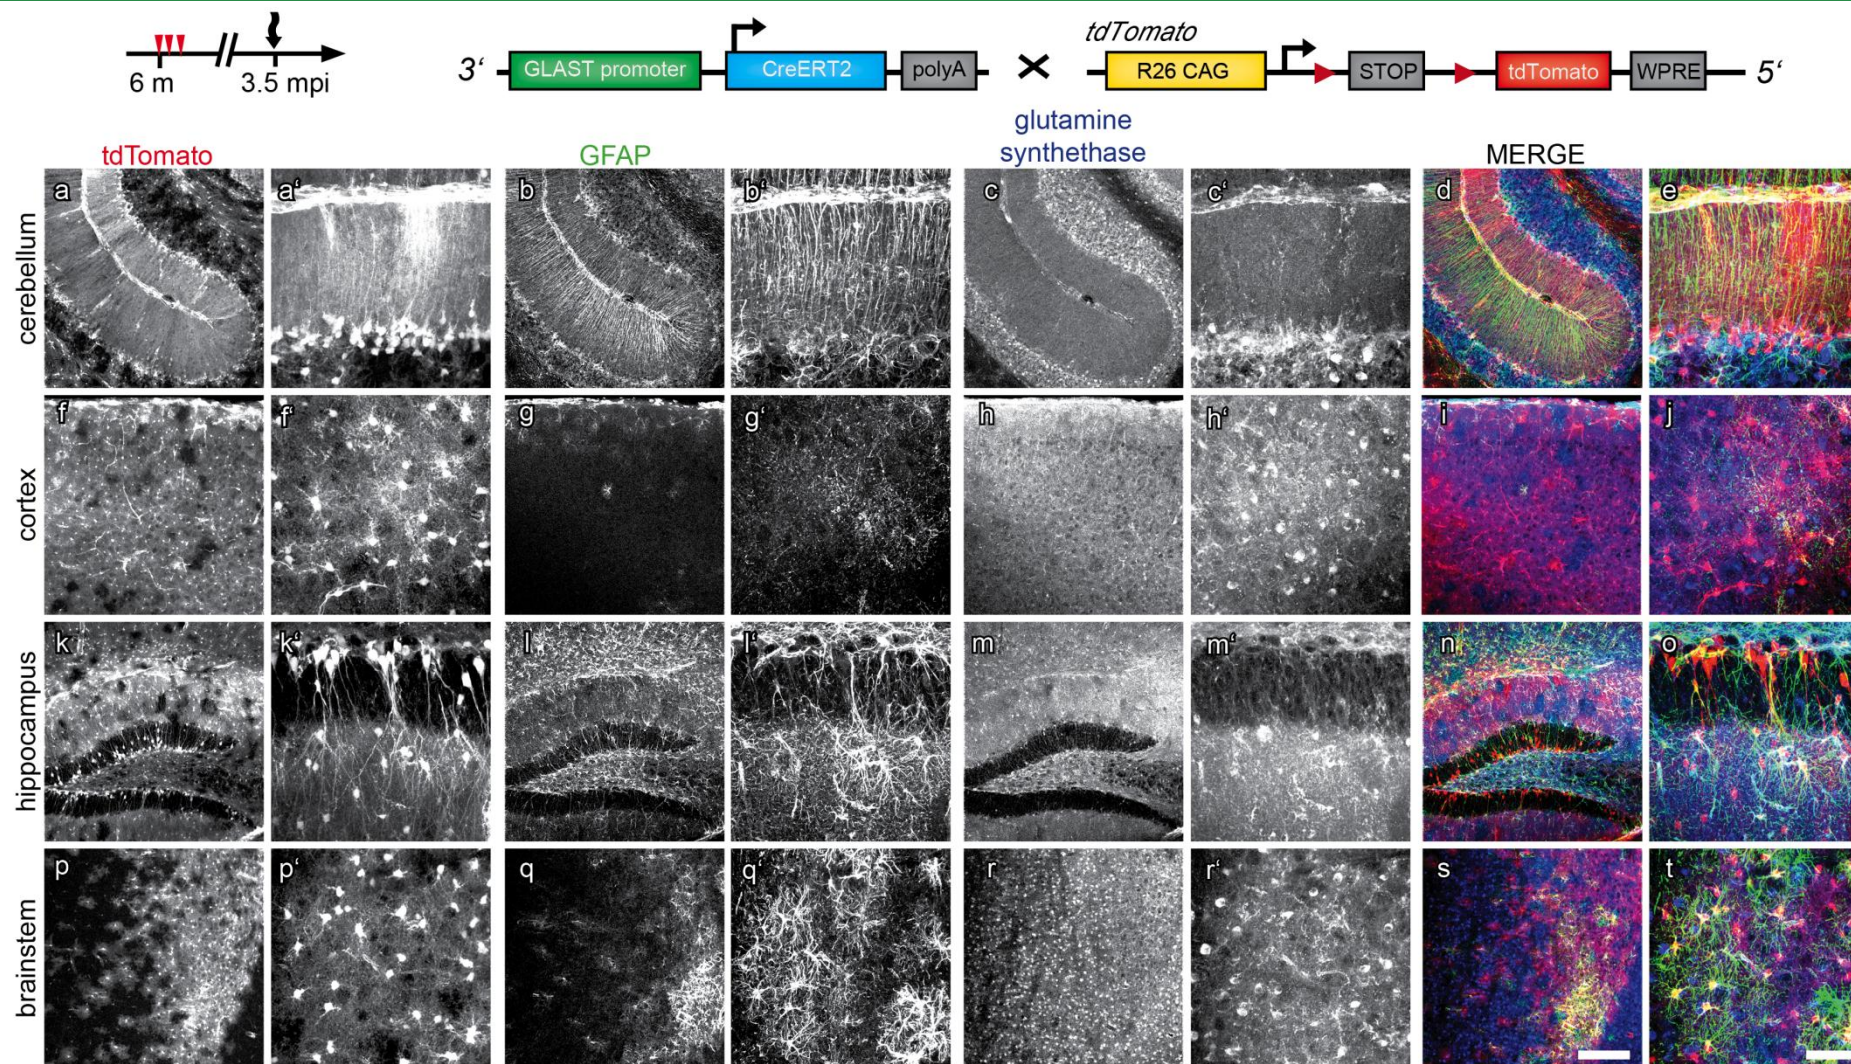 tdTomato
3‘ GLAST promoter CreERT2 polyA R26 CAG STOP tdTomato WPRE 5‘
6 m 3.5 mpi
glutamine
synthethase
tdTomato GFAP MERGE
cerebellum
a a‘ b b‘ c c‘ d e
cortex
f f‘ g g‘ h h‘ i j
hippocampus
k k‘ l l‘ m m‘ n o
brainstem
p p‘ q q‘ r r‘ s t